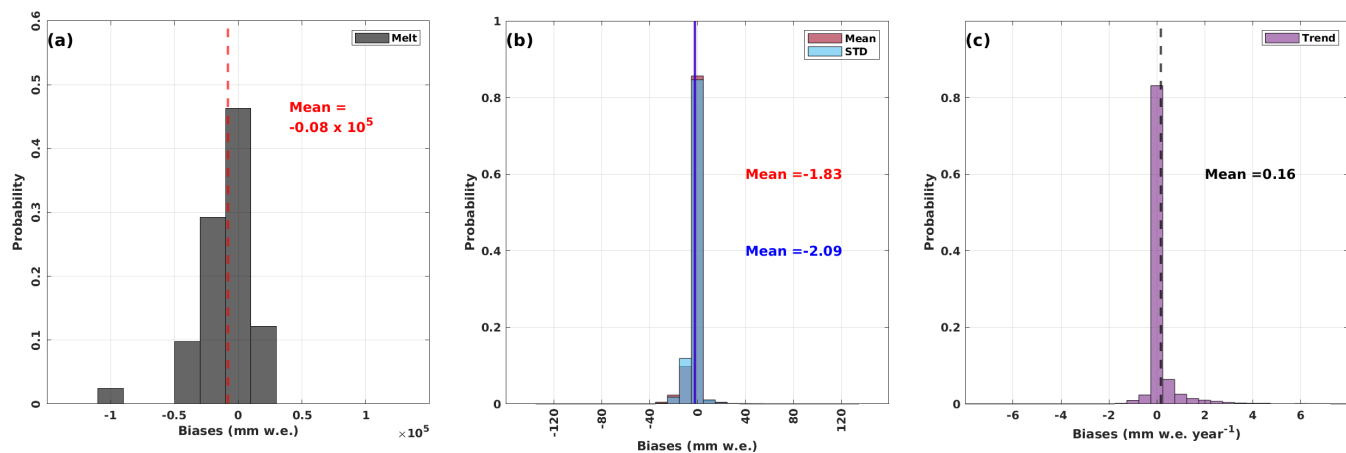 (a)
Melt
Mean =
-0.08 x 10^5
0.6
0.5
0.4
0.3
0.2
0.1
0
Probability
-1
-0.5
0
0.5
1
×10^5
Biases (mm w.e.)
(b)
Mean
STD
Mean =-1.83
Mean =-2.09
1
0.8
0.6
0.4
0.2
0
Probability
-120
-80
-40
0
40
80
120
Biases (mm w.e.)
(c)
Trend
Mean =0.16
1
0.8
0.6
0.4
0.2
0
Probability
-6
-4
-2
0
2
4
6
Biases (mm w.e. year^-1)